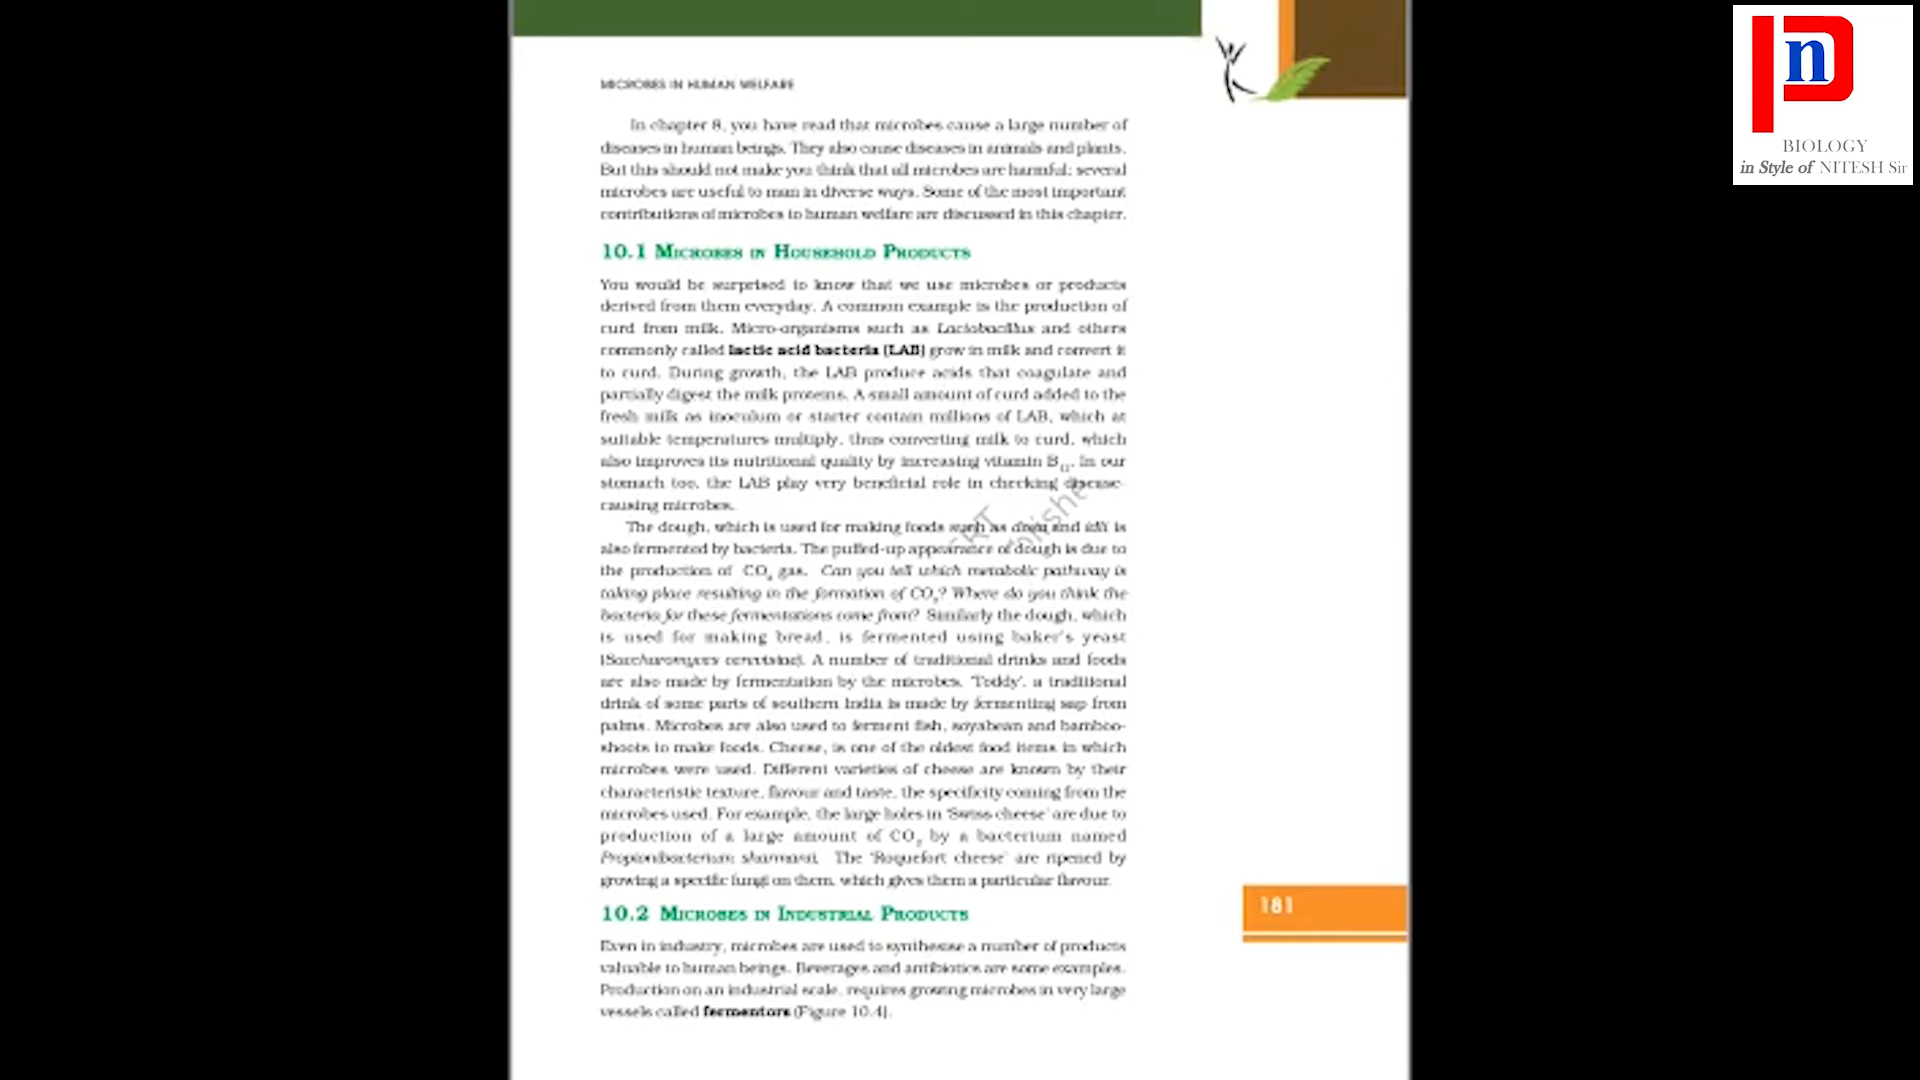 MICROBES IN HUMAN WELFARE
In chapter 8, you have read that microbes cause a large number of
diseases in human beings. They also cause diseases in animals and plants.
But this should not make you think that all microbes are harmful; several
microbes are useful to man in diverse ways. Some of the most important
contributions of microbes to human welfare are discussed in this chapter.
10.1 MICROBES IN HOUSEHOLD PRODUCTS
You would be surprised to know that we use microbes or products
derived from them everyday. A common example is the production of
curd from milk. Micro-organisms such as Lactobacillus and others
commonly called lactic acid bacteria (LAB) grow in milk and convert it
to curd. During growth, the LAB produce acids that coagulate and
partially digest the milk proteins. A small amount of curd added to the
fresh milk as inoculum or starter contain millions of LAB, which at
suitable temperatures multiply, thus converting milk to curd, which
also improves its nutritional quality by increasing vitamin B₁₂. In our
stomach too, the LAB play very beneficial role in checking disease-
causing microbes.
The dough, which is used for making foods such as dosa and idli is
also fermented by bacteria. The puffed-up appearance of dough is due to
the production of CO₂ gas. Can you tell which metabolic pathway is
taking place resulting in the formation of CO₂? Where do you think the
bacteria for these fermentations come from? Similarly the dough, which
is used for making bread, is fermented using baker's yeast
(Saccharomyces cerevisiae). A number of traditional drinks and foods
are also made by fermentation by the microbes. 'Toddy', a traditional
drink of some parts of southern India is made by fermenting sap from
palms. Microbes are also used to ferment fish, soyabean and bamboo-
shoots to make foods. Cheese, is one of the oldest food items in which
microbes were used. Different varieties of cheese are known by their
characteristic texture, flavour and taste, the specificity coming from the
microbes used. For example, the large holes in 'Swiss cheese' are due to
production of a large amount of CO₂ by a bacterium named
Propionibacterium sharmanii. The 'Roquefort cheese' are ripened by
growing a specific fungi on them, which gives them a particular flavour.
10.2 MICROBES IN INDUSTRIAL PRODUCTS
Even in industry, microbes are used to synthesise a number of products
valuable to human beings. Beverages and antibiotics are some examples.
Production on an industrial scale, requires growing microbes in very large
vessels called fermentors (Figure 10.4).
181
n
BIOLOGY
in Style of NITESH Sir